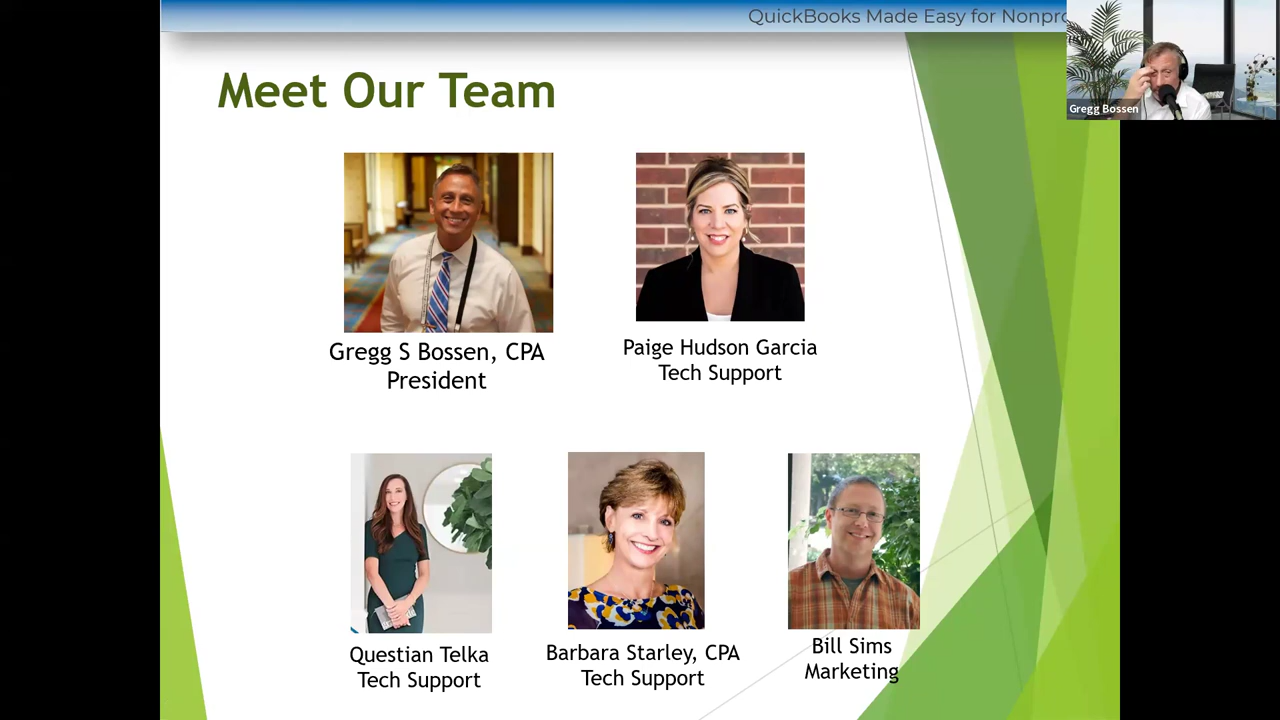 QuickBooks Made Easy for Nonpro
Gregg Bossen
Meet Our Team
Gregg S Bossen, CPA
President
Paige Hudson Garcia
Tech Support
Questian Telka
Tech Support
Barbara Starley, CPA
Tech Support
Bill Sims
Marketing